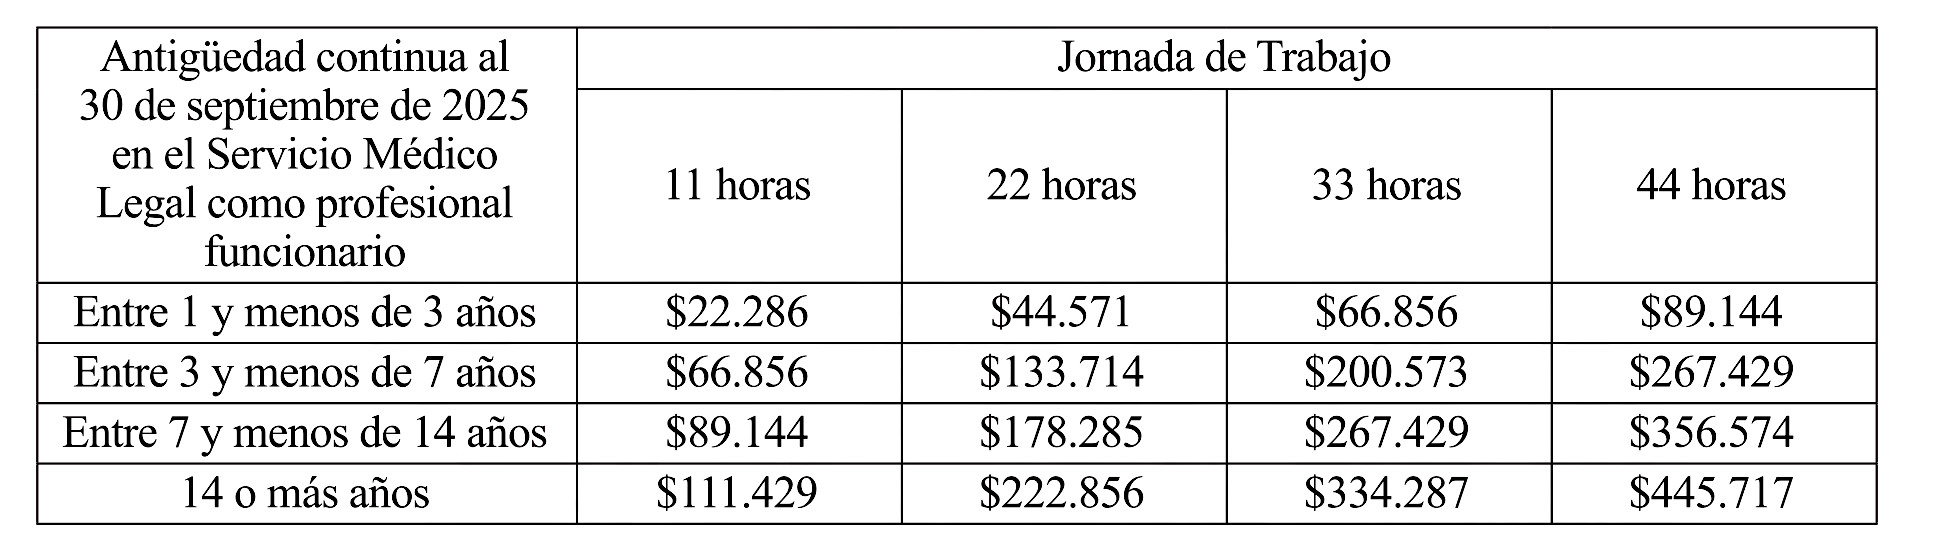 Antigüedad continua al
30 de septiembre de 2025
en el Servicio Médico
Legal como profesional
funcionario
Jornada de Trabajo
11 horas 22 horas 33 horas 44 horas
Entre 1 y menos de 3 años $22.286 $44.571 $66.856 $89.144
Entre 3 y menos de 7 años $66.856 $133.714 $200.573 $267.429
Entre 7 y menos de 14 años $89.144 $178.285 $267.429 $356.574
14 o más años $111.429 $222.856 $334.287 $445.717